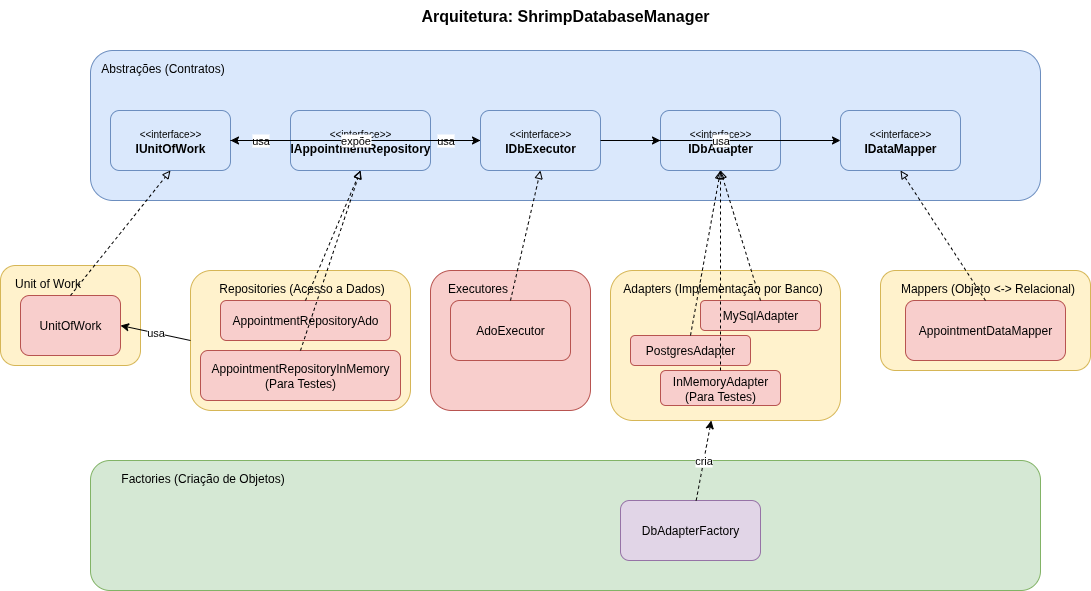 Arquitetura: ShrimpDatabaseManager
Abstrações (Contratos)
<<interface>>
IUnitOfWork
usa
<<interface>>
IAppointmentRepository
expõe
usa
<<interface>>
IDbExecutor
<<interface>>
IDbAdapter
usa
<<interface>>
IDataMapper
Unit of Work
UnitOfWork
usa
Repositories (Acesso a Dados)
AppointmentRepositoryAdo
AppointmentRepositoryInMemory
(Para Testes)
Executores
AdoExecutor
Adapters (Implementação por Banco)
MySqlAdapter
PostgresAdapter
InMemoryAdapter
(Para Testes)
Mappers (Objeto <-> Relacional)
AppointmentDataMapper
cria
Factories (Criação de Objetos)
DbAdapterFactory